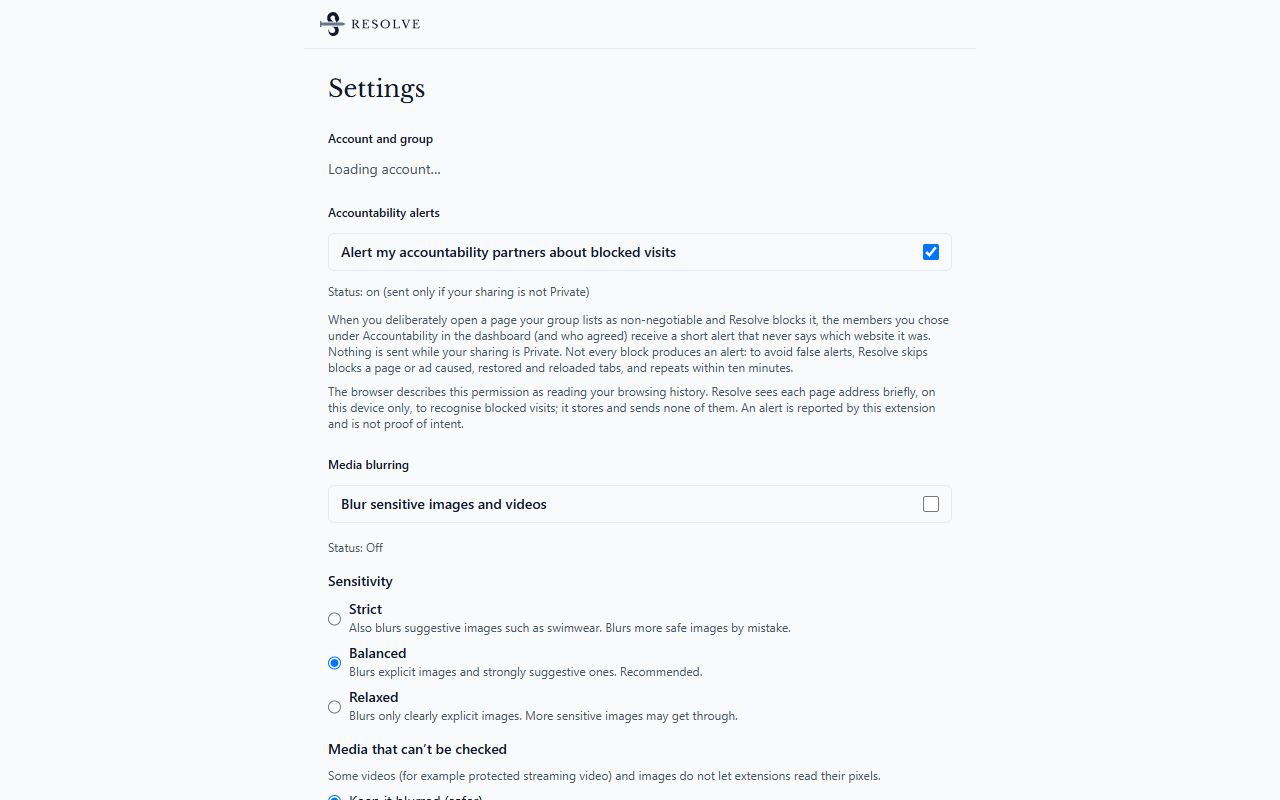 RESOLVE
Settings
Account and group
Loading account...
Accountability alerts
Alert my accountability partners about blocked visits
Status: on (sent only if your sharing is not Private)
When you deliberately open a page your group lists as non-negotiable and Resolve blocks it, the members you chose
under Accountability in the dashboard (and who agreed) receive a short alert that never says which website it was.
Nothing is sent while your sharing is Private. Not every block produces an alert: to avoid false alerts, Resolve skips
blocks a page or ad caused, restored and reloaded tabs, and repeats within ten minutes.
The browser describes this permission as reading your browsing history. Resolve sees each page address briefly, on
this device only, to recognise blocked visits; it stores and sends none of them. An alert is reported by this extension
and is not proof of intent.
Media blurring
Blur sensitive images and videos
Status: Off
Sensitivity
Strict
Also blurs suggestive images such as swimwear. Blurs more safe images by mistake.
Balanced
Blurs explicit images and strongly suggestive ones. Recommended.
Relaxed
Blurs only clearly explicit images. More sensitive images may get through.
Media that can’t be checked
Some videos (for example protected streaming video) and images do not let extensions read their pixels.
Keep it blurred (safer)